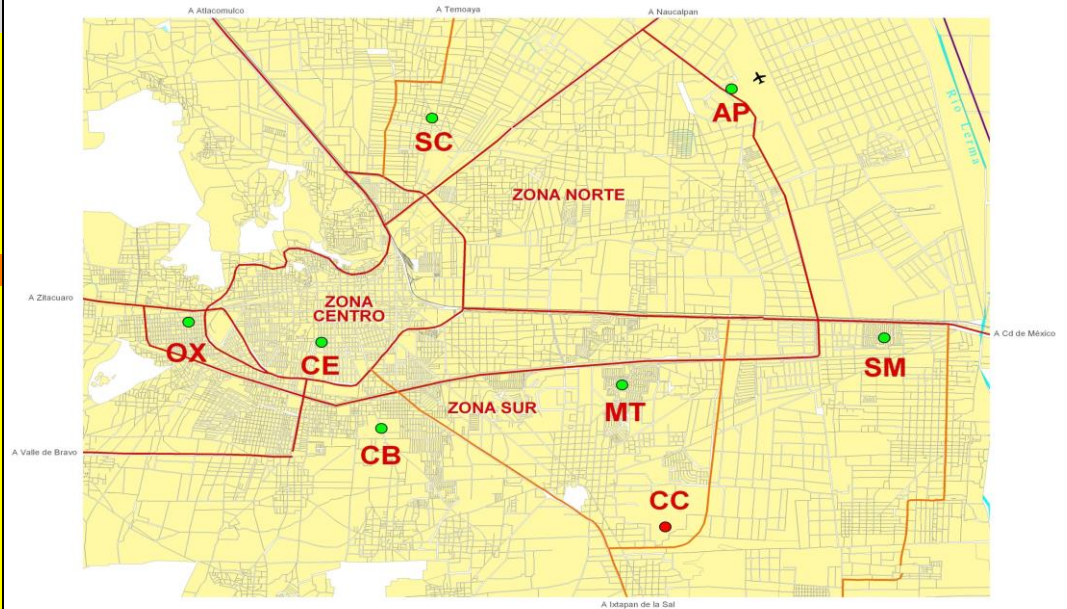 A Atlacomulco
A Temoaya
A Naucalpan
AP
SC
Río Lerma
ZONA NORTE
A Zitacuaro
ZONA
CENTRO
A Cd de México
OX
CE
SM
ZONA SUR
MT
A Valle de Bravo
CB
CC
A Ixtapan de la Sal